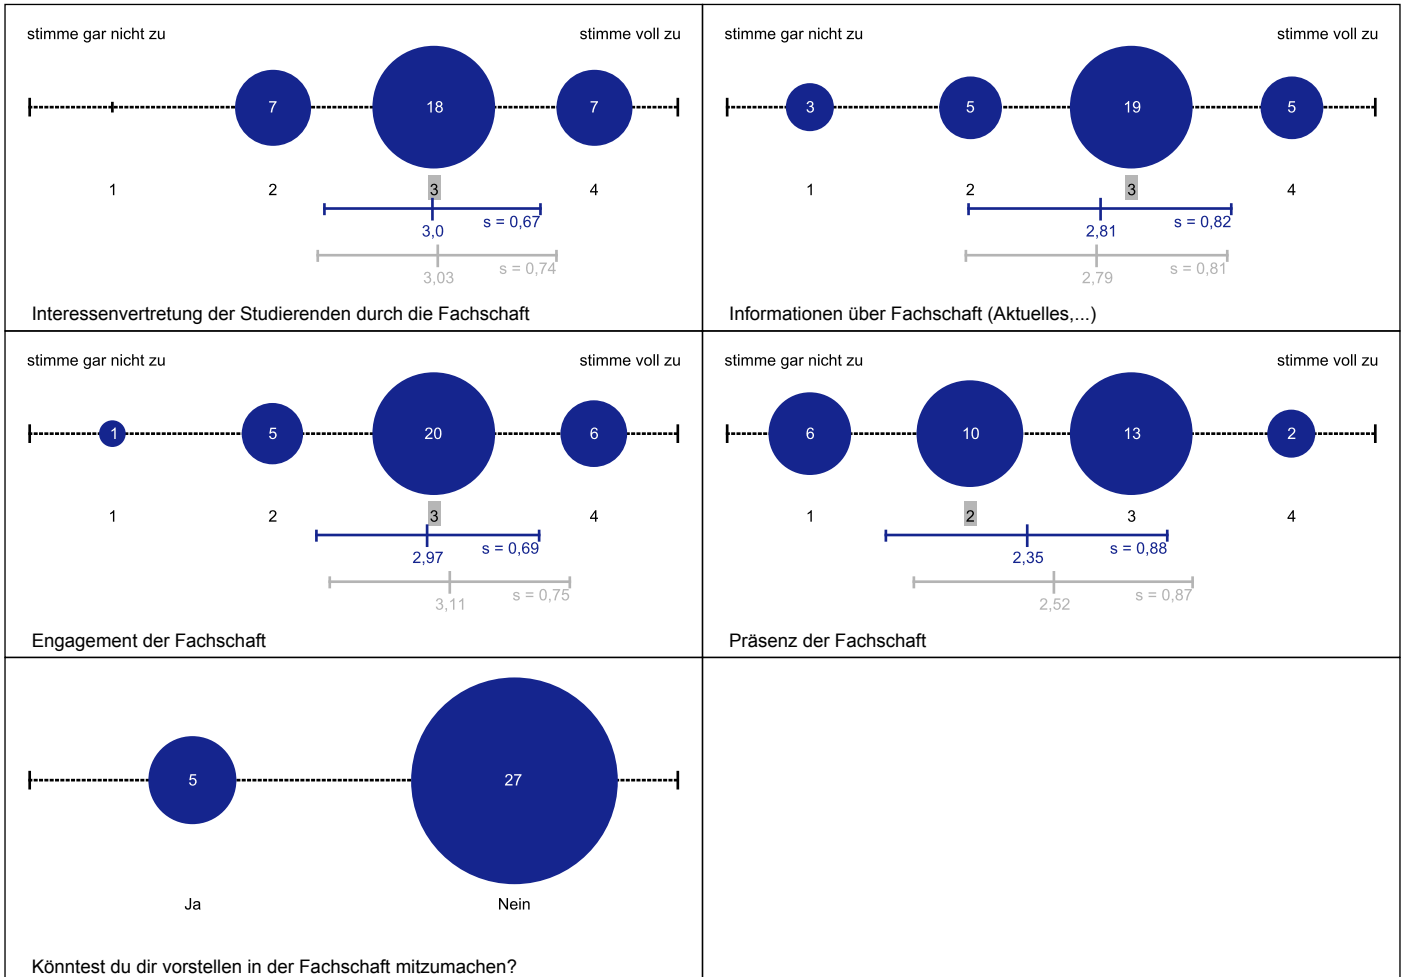 stimme gar nicht zu stimme voll zu
7 18 7
1 2 3 4
s = 0,67
3,0
s = 0,74
3,03
Interessenvertretung der Studierenden durch die Fachschaft
stimme gar nicht zu stimme voll zu
3 5 19 5
1 2 3 4
s = 0,82
2,81
s = 0,81
2,79
Informationen über Fachschaft (Aktuelles,...)
stimme gar nicht zu stimme voll zu
1 5 20 6
1 2 3 4
s = 0,69
2,97
s = 0,75
3,11
Engagement der Fachschaft
stimme gar nicht zu stimme voll zu
6 10 13 2
1 2 3 4
s = 0,88
2,35
s = 0,87
2,52
Präsenz der Fachschaft
5 27
Ja Nein
Könntest du dir vorstellen in der Fachschaft mitzumachen?